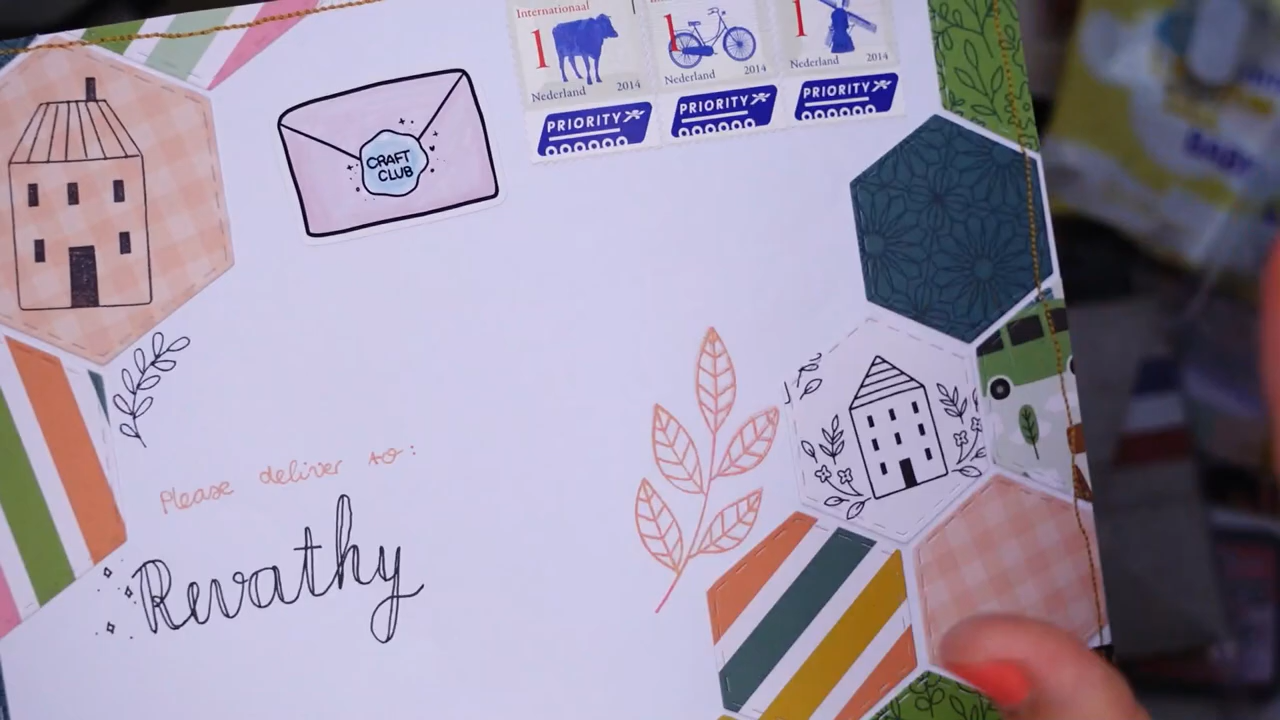 Internationaal
1
Nederland 2014
PRIORITY
1
Nederland 2014
PRIORITY
1
Nederland 2014
PRIORITY
CRAFT
CLUB
Please deliver to:
Revathy